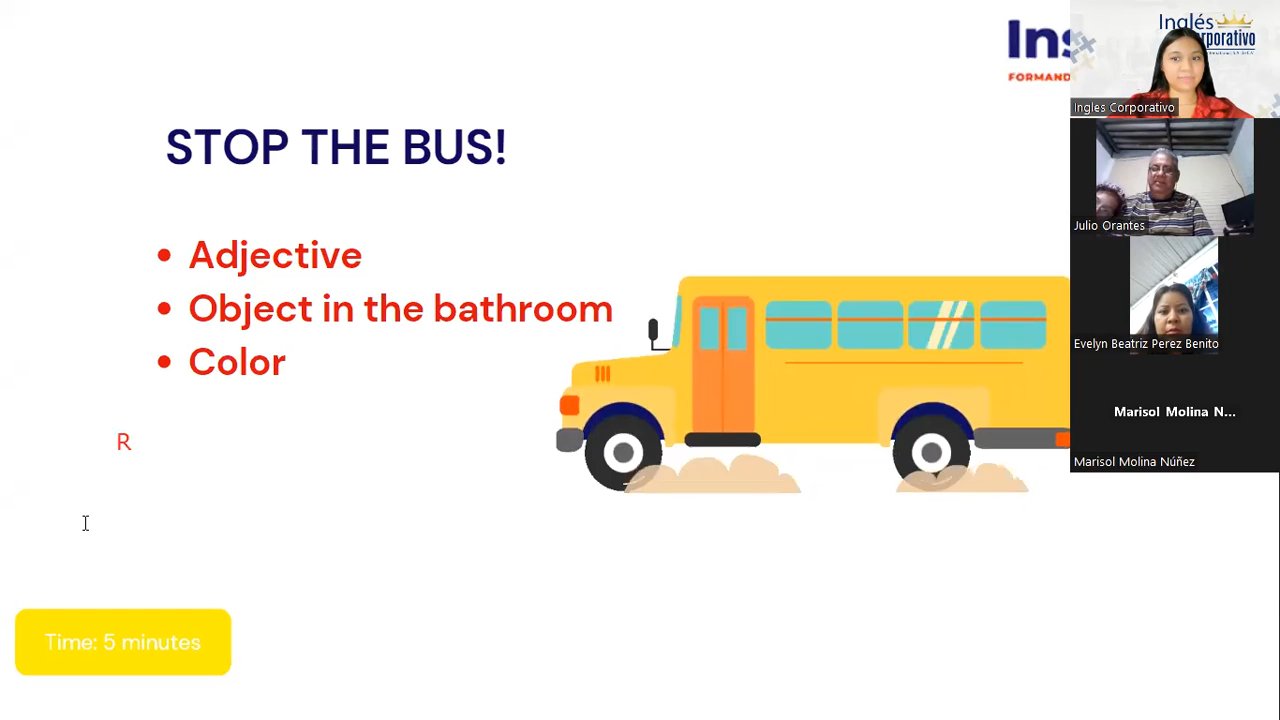 STOP THE BUS!
• Adjective
• Object in the bathroom
• Color
R
Time: 5 minutes
FORMAND
Inglés
Ingles Corporativo
Julio Orantes
Evelyn Beatriz Perez Benito
Marisol Molina N...
Marisol Molina Núñez